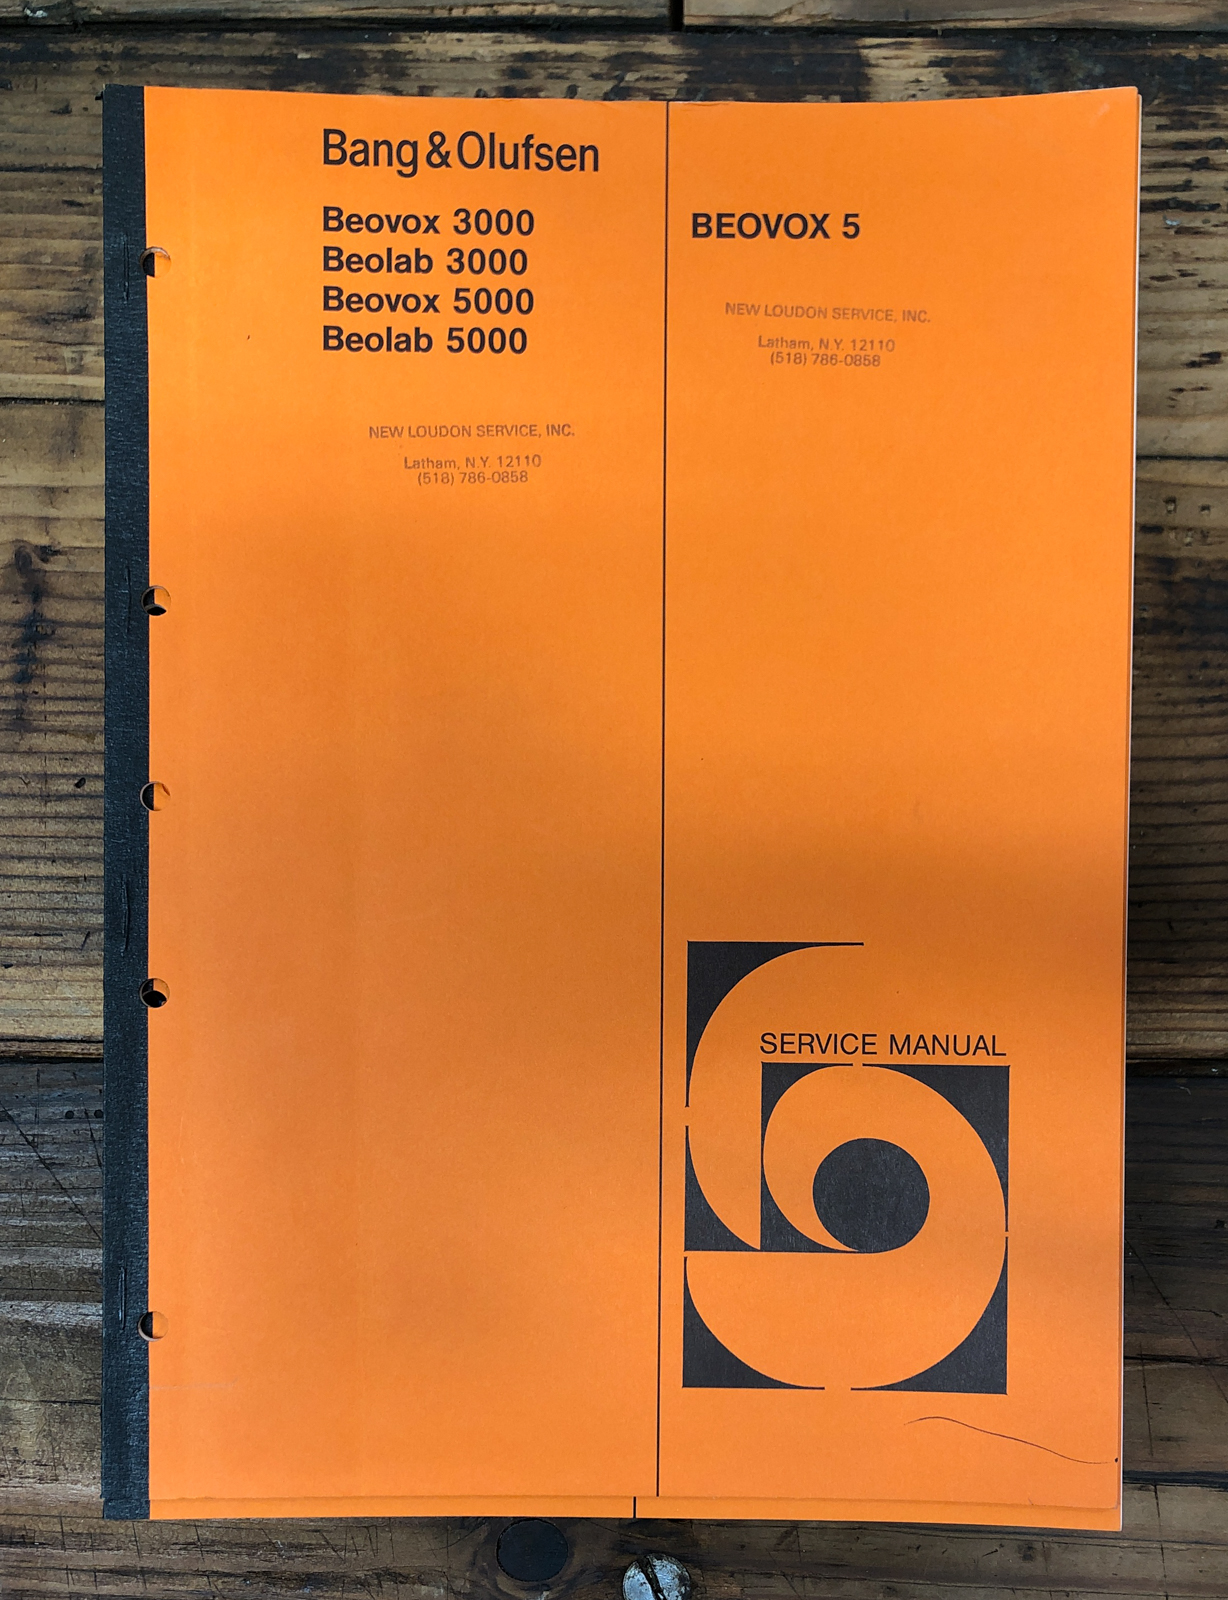 Bang & Olufsen
Beovox 3000
Beolab 3000
Beovox 5000
Beolab 5000
NEW LOUDON SERVICE, INC.
Latham, N.Y. 12110
(518) 786-0858
BEOVOX 5
NEW LOUDON SERVICE, INC.
Latham, N.Y. 12110
(518) 786-0858
SERVICE MANUAL